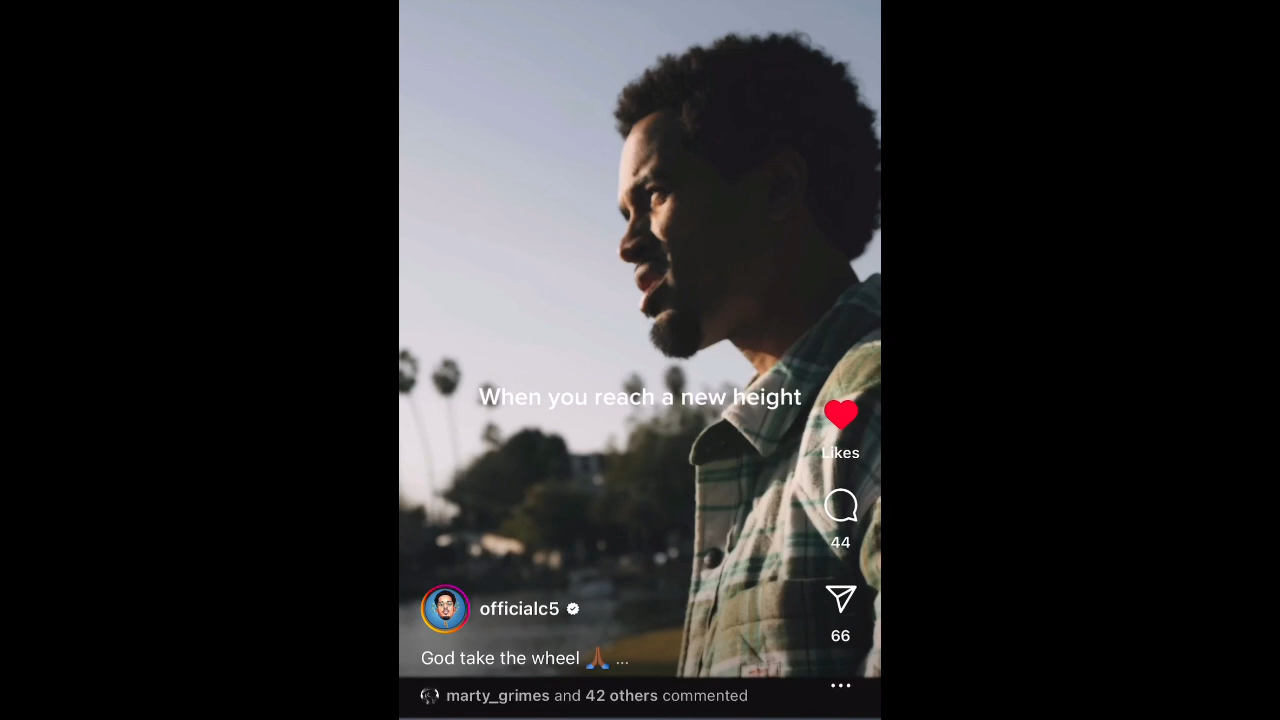 When you reach a new height
Likes
44
66
officialc5
God take the wheel 🙏🏾 ...
marty_grimes and 42 others commented